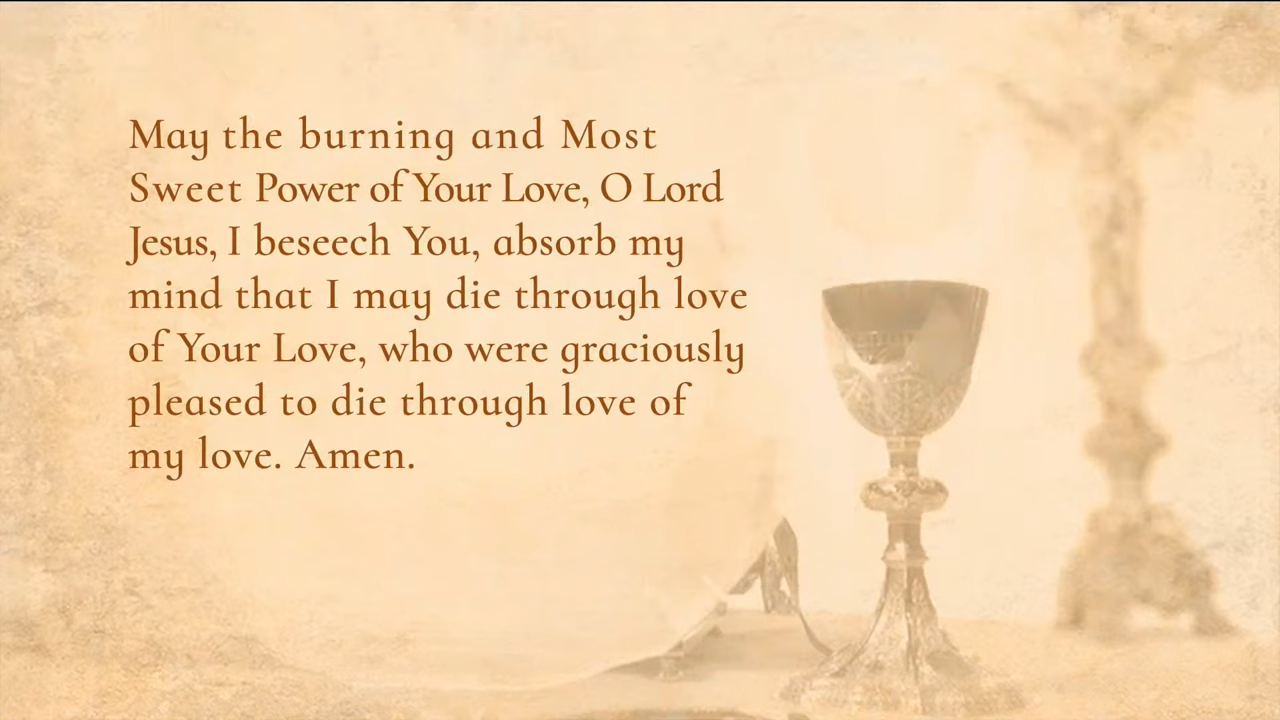 May the burning and Most
Sweet Power of Your Love, O Lord
Jesus, I beseech You, absorb my
mind that I may die through love
of Your Love, who were graciously
pleased to die through love of
my love. Amen.